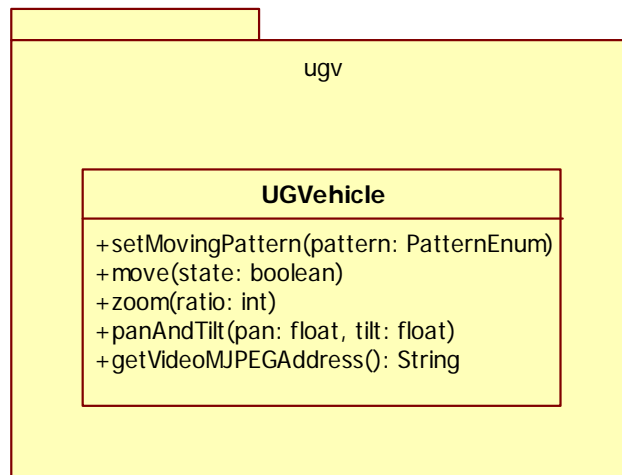 ugv
UGVehicle
+setMovingPattern(pattern: PatternEnum)
+move(state: boolean)
+zoom(ratio: int)
+panAndTilt(pan: float, tilt: float)
+getVideoMJPEGAddress(): String